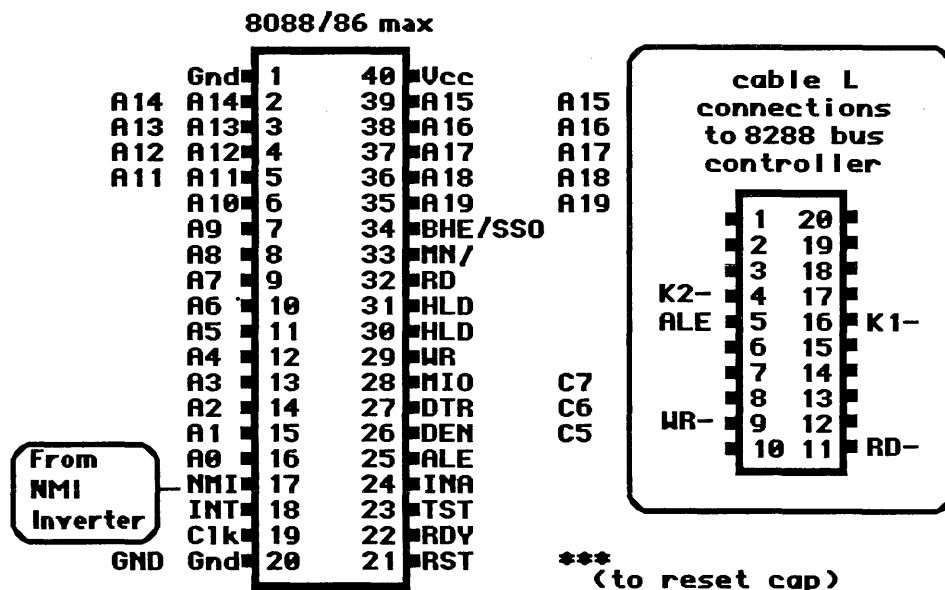 8088/86 max
Gnd 1 40 Vcc
A14 A14 2 39 A15 A15
A13 A13 3 38 A16 A16
A12 A12 4 37 A17 A17
A11 A11 5 36 A18 A18
A10 6 35 A19 A19
A9 7 34 BHE/SSO
A8 8 33 MN/
A7 9 32 RD
A6 10 31 HLD
A5 11 30 HLD
A4 12 29 WR
A3 13 28 MIO C7
A2 14 27 DTR C6
A1 15 26 DEN C5
A0 16 25 ALE
NMI 17 24 INA
INT 18 23 TST
Clk 19 22 RDY
GND Gnd 20 21 RST ***
(to reset cap)
From
NMI
Inverter
cable L
connections
to 8288 bus
controller
1 20
2 19
3 18
K2- 4 17
ALE 5 16 K1-
6 15
7 14
8 13
WR- 9 12
10 11 RD-